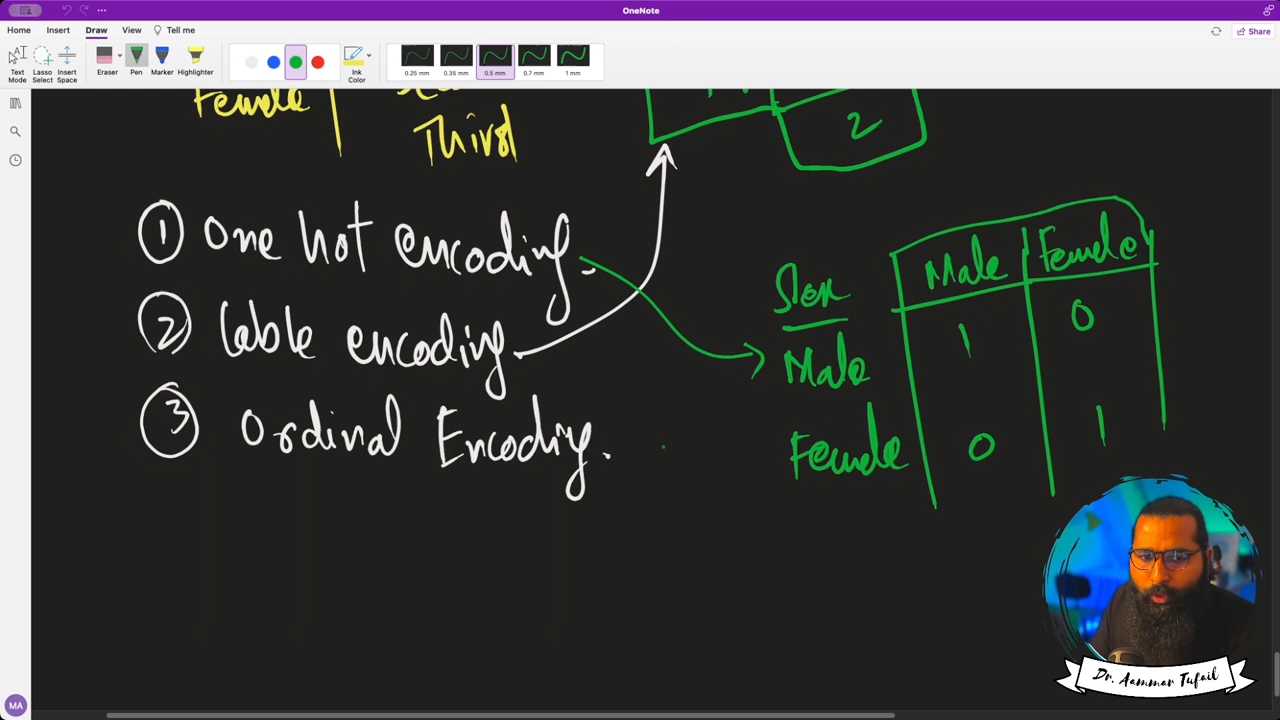 OneNote
Home Insert Draw View Tell me
Share
Text Mode
Lasso Select
Insert Space
Eraser
Pen
Marker
Highlighter
Ink Color
0.25 mm
0.35 mm
0.5 mm
0.7 mm
1 mm
Female
Third
2
① One hot encoding.
② Lable encoding
③ Ordinal Encoding.
Sex
Male Female
Male 1 0
Female 0 1
MA
Dr. Aammar Tufail